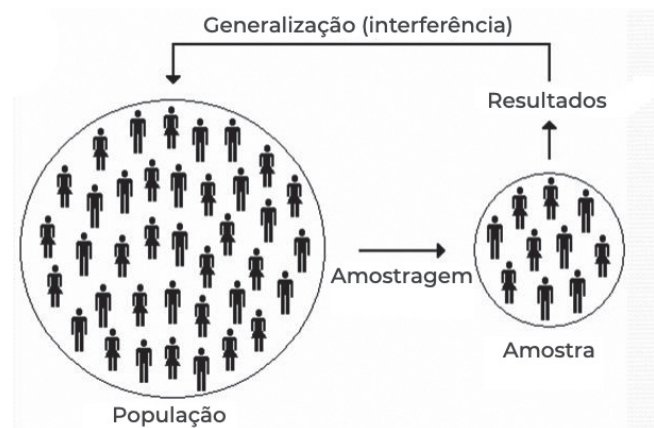 Generalização (interferência)
Resultados
Amostragem
Amostra
População